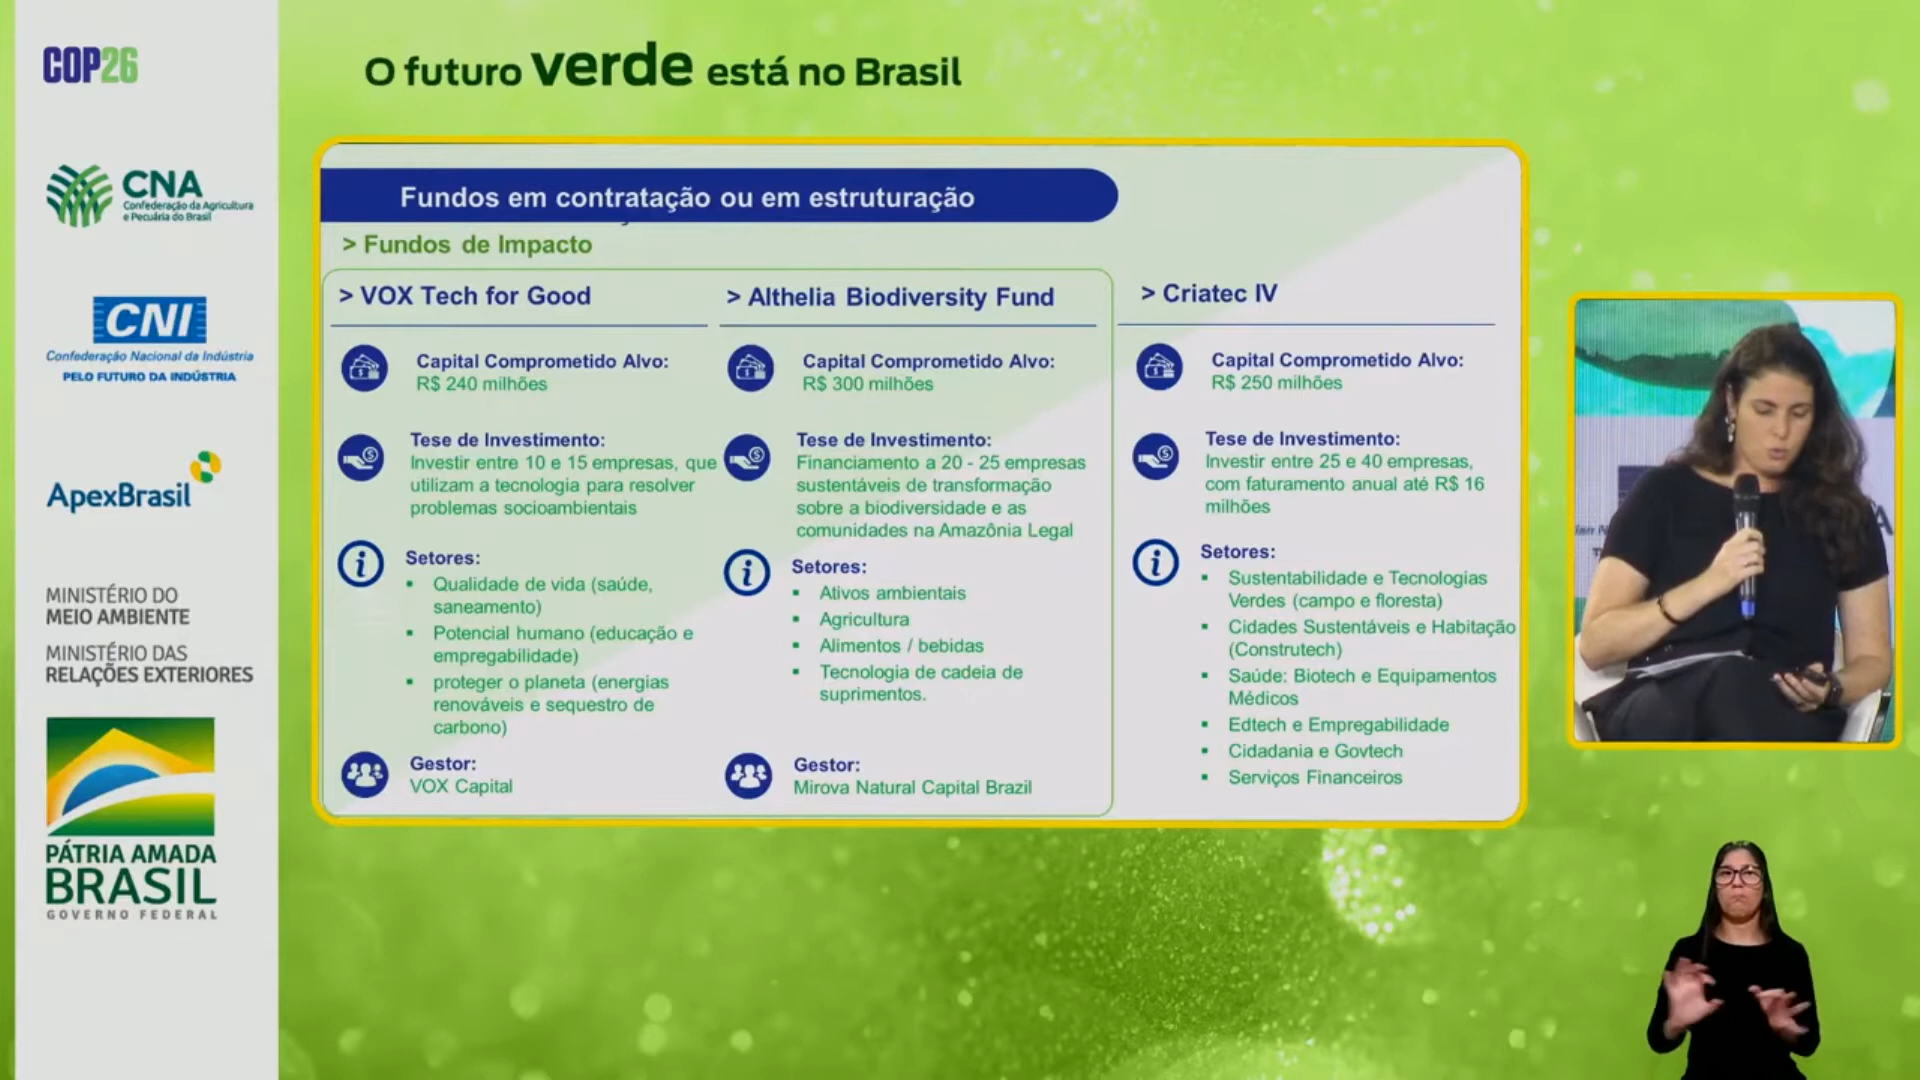 COP26
CNA
Confederação da Agricultura
e Pecuária do Brasil
CNI
Confederação Nacional da Indústria
PELO FUTURO DA INDÚSTRIA
ApexBrasil
MINISTÉRIO DO
MEIO AMBIENTE
MINISTÉRIO DAS
RELAÇÕES EXTERIORES
PÁTRIA AMADA
BRASIL
GOVERNO FEDERAL
O futuro verde está no Brasil
Fundos em contratação ou em estruturação
> Fundos de Impacto
> VOX Tech for Good
Capital Comprometido Alvo:
R$ 240 milhões
Tese de Investimento:
Investir entre 10 e 15 empresas, que
utilizam a tecnologia para resolver
problemas socioambientais
Setores:
▪ Qualidade de vida (saúde,
saneamento)
▪ Potencial humano (educação e
empregabilidade)
▪ proteger o planeta (energias
renováveis e sequestro de
carbono)
Gestor:
VOX Capital
> Althelia Biodiversity Fund
Capital Comprometido Alvo:
R$ 300 milhões
Tese de Investimento:
Financiamento a 20 - 25 empresas
sustentáveis de transformação
sobre a biodiversidade e as
comunidades na Amazônia Legal
Setores:
▪ Ativos ambientais
▪ Agricultura
▪ Alimentos / bebidas
▪ Tecnologia de cadeia de
suprimentos.
Gestor:
Mirova Natural Capital Brazil
> Criatec IV
Capital Comprometido Alvo:
R$ 250 milhões
Tese de Investimento:
Investir entre 25 e 40 empresas,
com faturamento anual até R$ 16
milhões
Setores:
▪ Sustentabilidade e Tecnologias
Verdes (campo e floresta)
▪ Cidades Sustentáveis e Habitação
(Construtech)
▪ Saúde: Biotech e Equipamentos
Médicos
▪ Edtech e Empregabilidade
▪ Cidadania e Govtech
▪ Serviços Financeiros